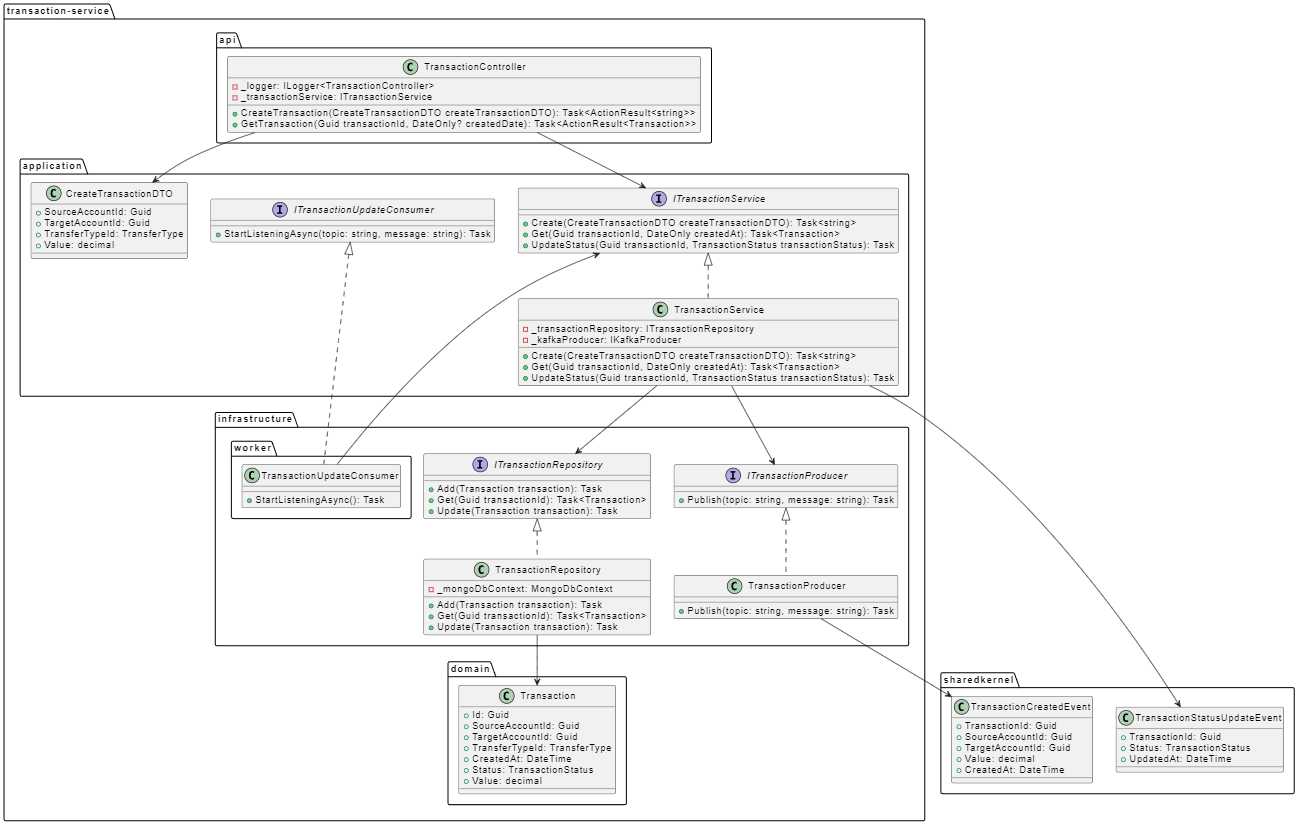 transaction-service
api
C TransactionController
_logger: ILogger<TransactionController>
_transactionService: ITransactionService
CreateTransaction(CreateTransactionDTO createTransactionDTO): Task<ActionResult<string>>
GetTransaction(Guid transactionId, DateOnly? createdDate): Task<ActionResult<Transaction>>
application
C CreateTransactionDTO
SourceAccountId: Guid
TargetAccountId: Guid
TransferTypeId: TransferType
Value: decimal
I ITransactionUpdateConsumer
StartListeningAsync(topic: string, message: string): Task
I ITransactionService
Create(CreateTransactionDTO createTransactionDTO): Task<string>
Get(Guid transactionId, DateOnly createdAt): Task<Transaction>
UpdateStatus(Guid transactionId, TransactionStatus transactionStatus): Task
C TransactionService
_transactionRepository: ITransactionRepository
_kafkaProducer: IKafkaProducer
Create(CreateTransactionDTO createTransactionDTO): Task<string>
Get(Guid transactionId, DateOnly createdAt): Task<Transaction>
UpdateStatus(Guid transactionId, TransactionStatus transactionStatus): Task
infrastructure
worker
C TransactionUpdateConsumer
StartListeningAsync(): Task
I ITransactionRepository
Add(Transaction transaction): Task
Get(Guid transactionId): Task<Transaction>
Update(Transaction transaction): Task
I ITransactionProducer
Publish(topic: string, message: string): Task
C TransactionRepository
_mongoDbContext: MongoDbContext
Add(Transaction transaction): Task
Get(Guid transactionId): Task<Transaction>
Update(Transaction transaction): Task
C TransactionProducer
Publish(topic: string, message: string): Task
domain
C Transaction
Id: Guid
SourceAccountId: Guid
TargetAccountId: Guid
TransferTypeId: TransferType
CreatedAt: DateTime
Status: TransactionStatus
Value: decimal
sharedkernel
C TransactionCreatedEvent
TransactionId: Guid
SourceAccountId: Guid
TargetAccountId: Guid
Value: decimal
CreatedAt: DateTime
C TransactionStatusUpdateEvent
TransactionId: Guid
Status: TransactionStatus
UpdatedAt: DateTime